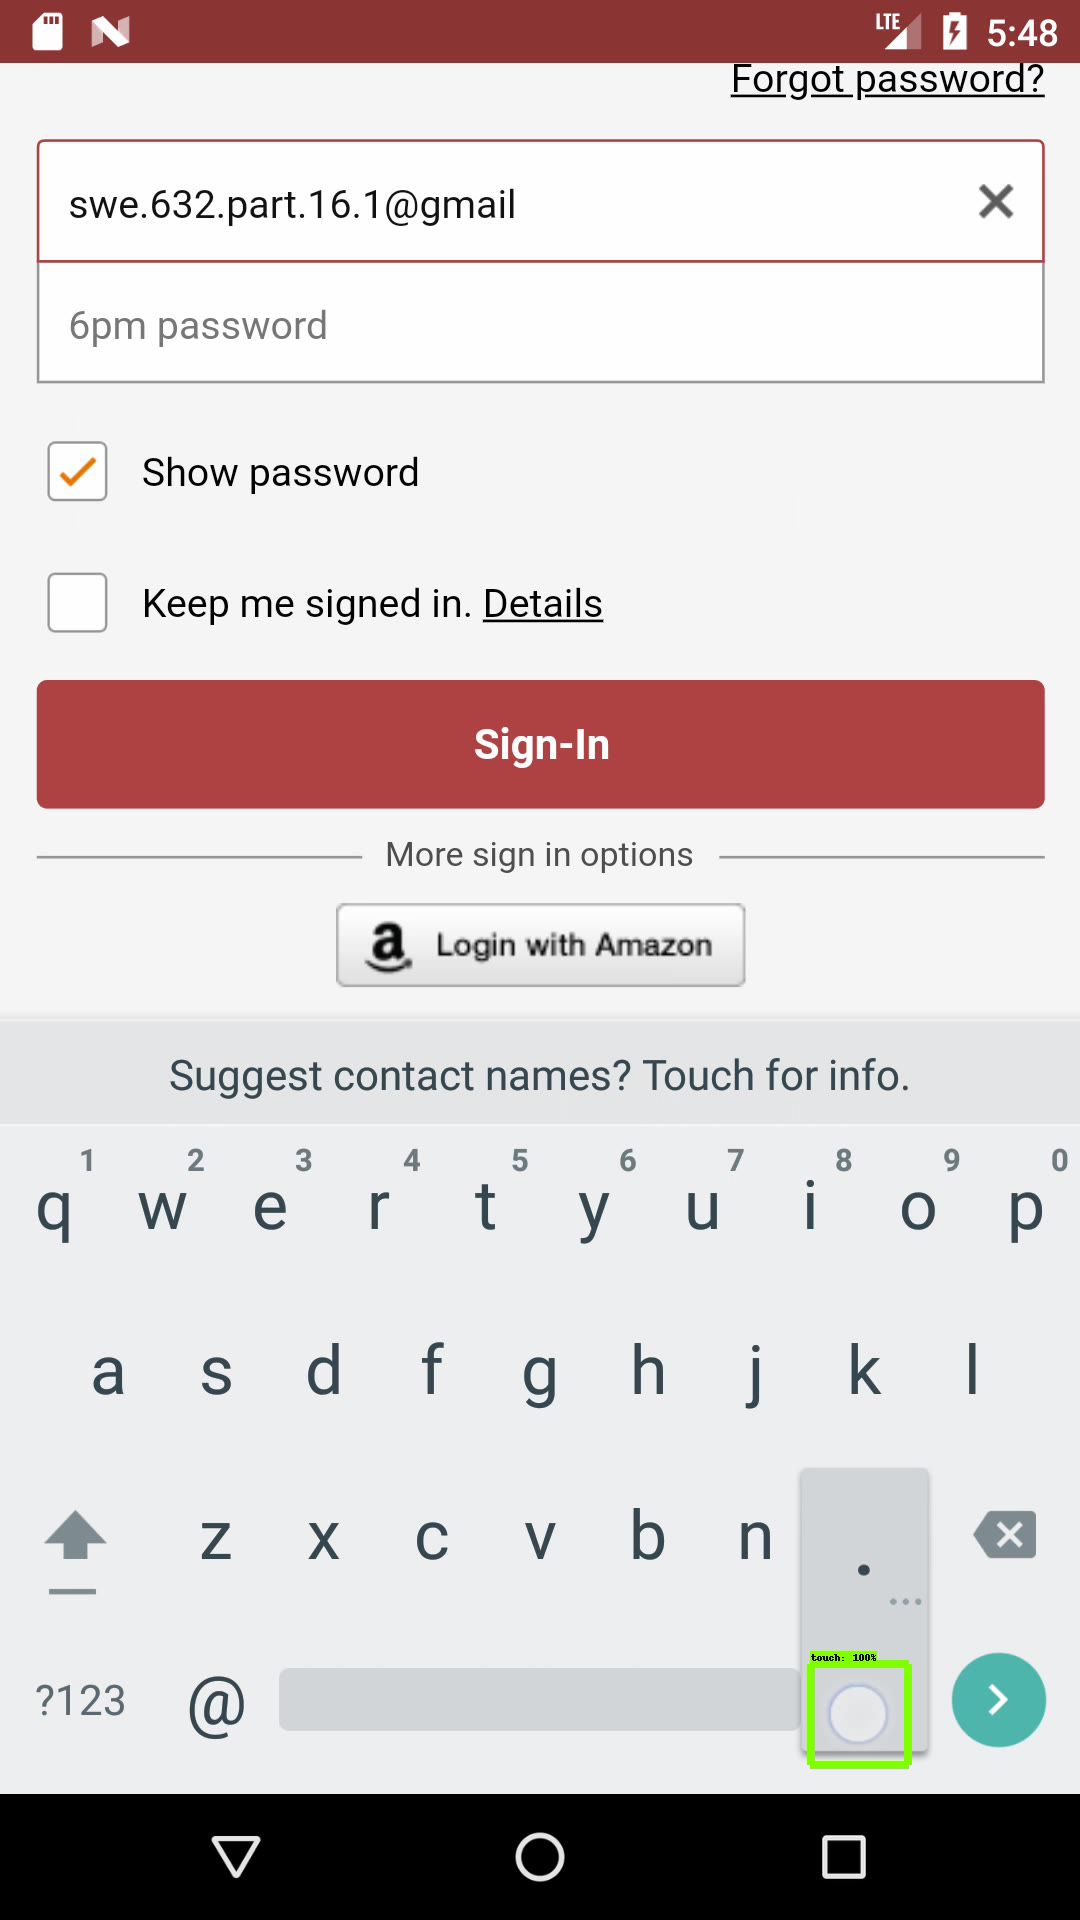 LTE 5:48
Forgot password?
swe.632.part.16.1@gmail
6pm password
Show password
Keep me signed in. Details
Sign-In
More sign in options
a Login with Amazon
Suggest contact names? Touch for info.
1 2 3 4 5 6 7 8 9 0
q w e r t y u i o p
a s d f g h j k l
z x c v b n .
touch: 100%
?123 @